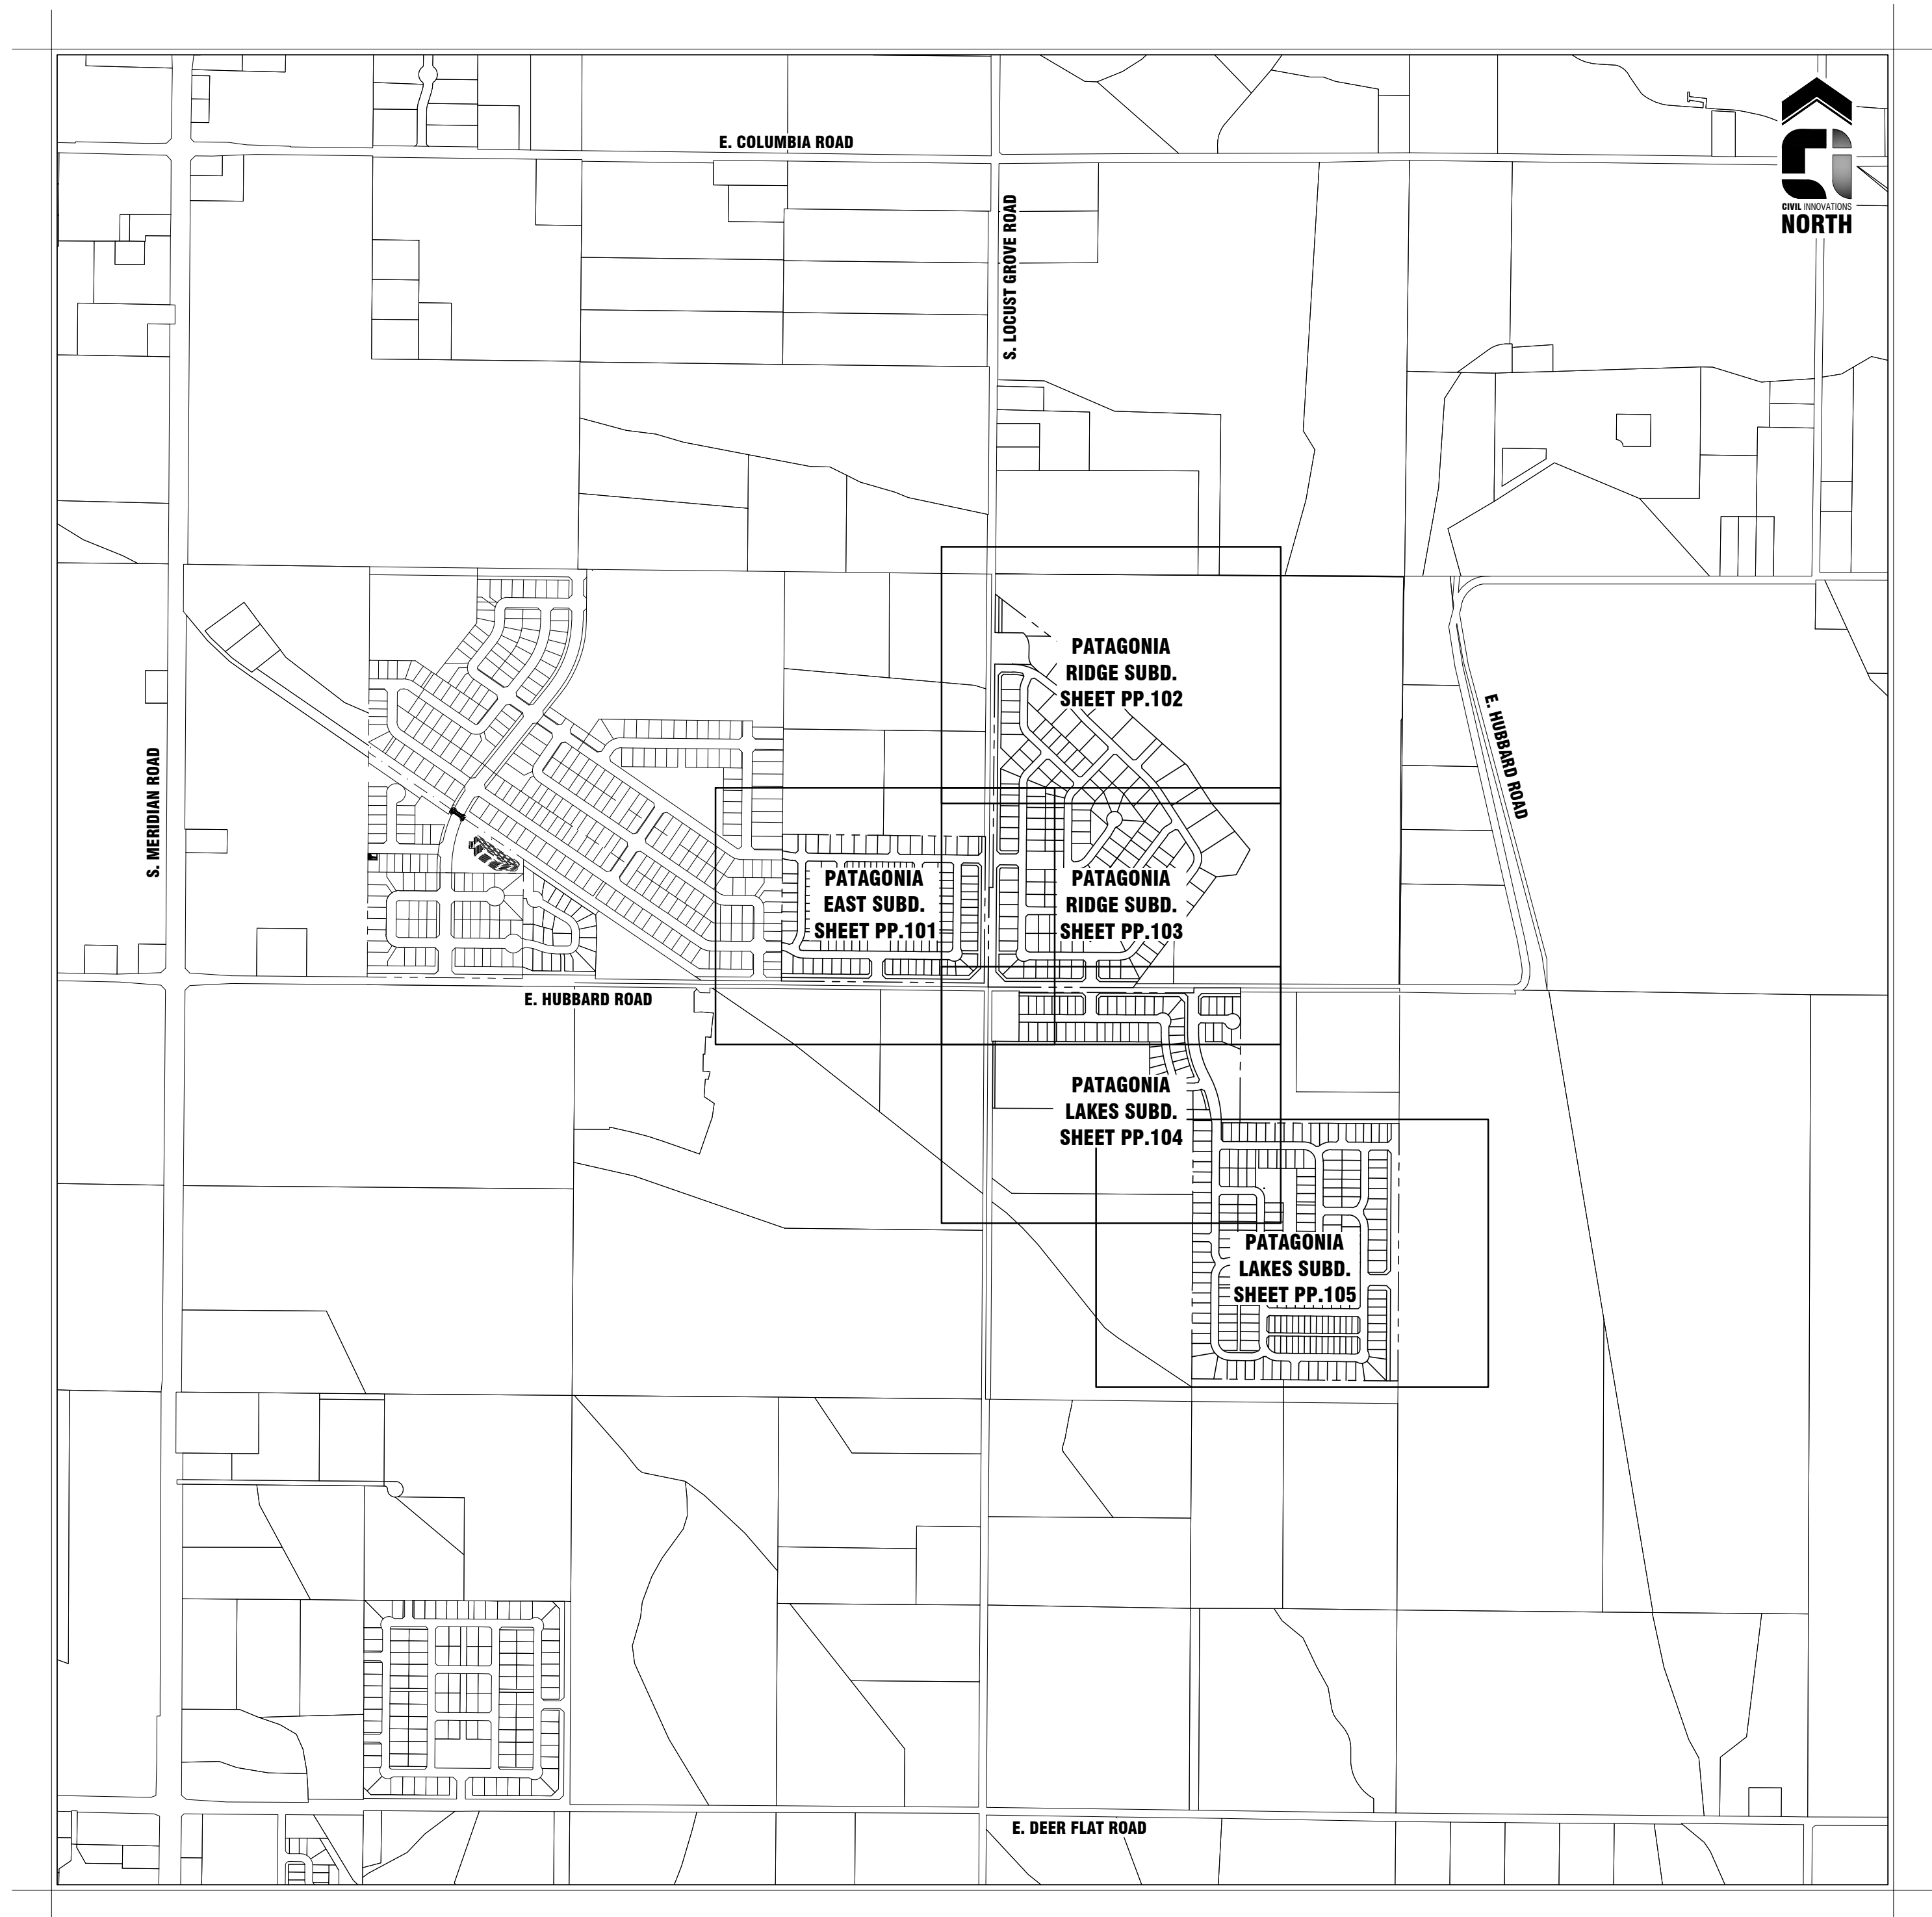 E. COLUMBIA ROAD
S. LOCUST GROVE ROAD
CIVIL INNOVATIONS
NORTH
PATAGONIA
RIDGE SUBD.
SHEET PP.102
E. HUBBARD ROAD
S. MERIDIAN ROAD
PATAGONIA
EAST SUBD.
SHEET PP.101
PATAGONIA
RIDGE SUBD.
SHEET PP.103
E. HUBBARD ROAD
PATAGONIA
LAKES SUBD.
SHEET PP.104
PATAGONIA
LAKES SUBD.
SHEET PP.105
E. DEER FLAT ROAD